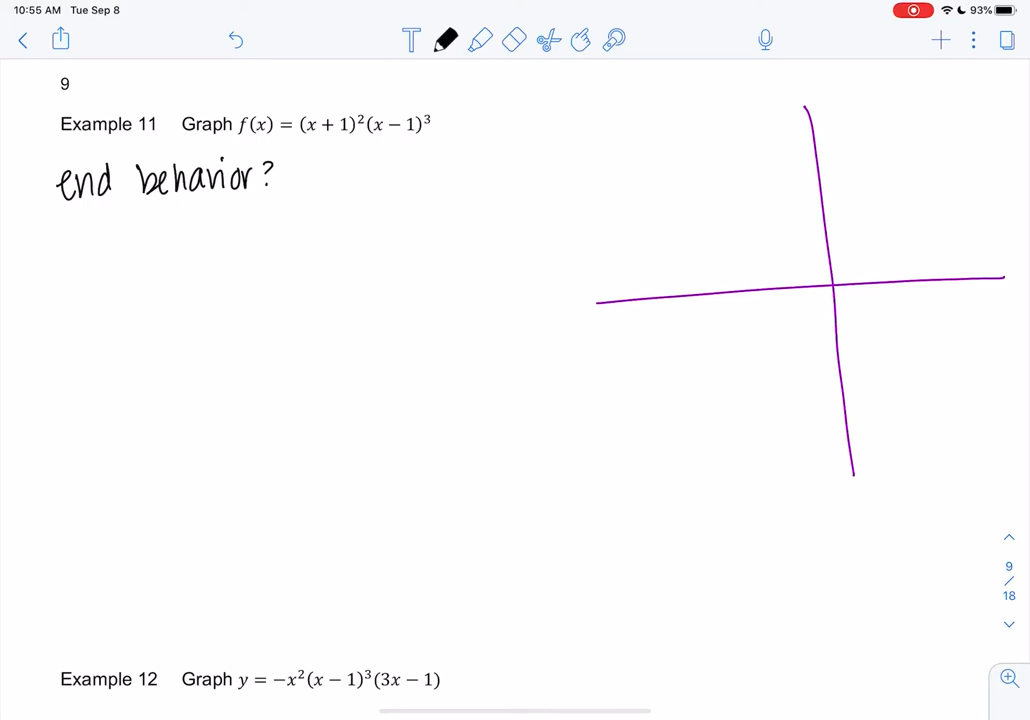 10:55 AM Tue Sep 8 93%
T
9
Example 11 Graph f(x) = (x + 1)²(x − 1)³
end behavior?
9
/
18
Example 12 Graph y = −x²(x − 1)³(3x − 1)